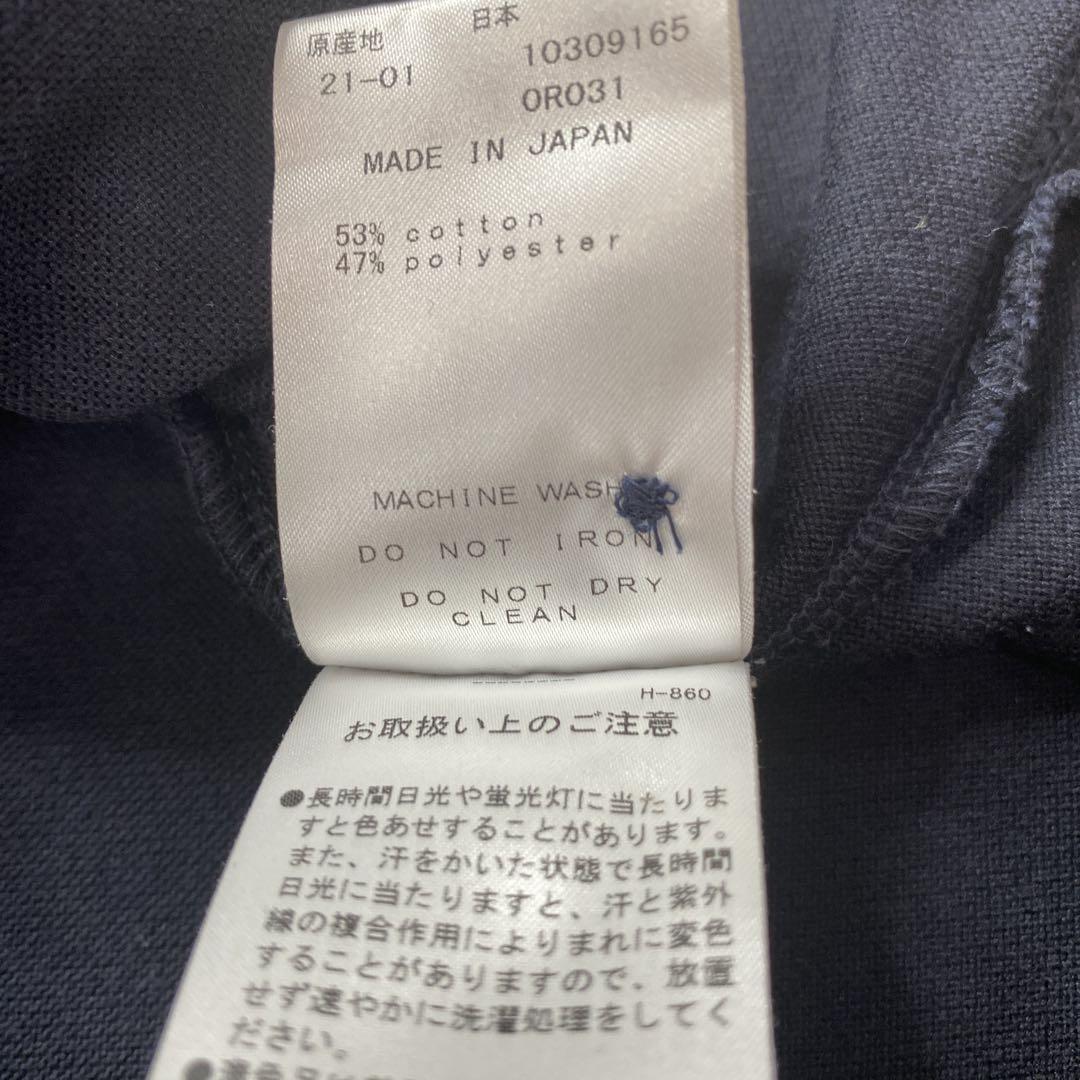 原産地 日本
21-01 10309165
0R031
MADE IN JAPAN
53% cotton
47% polyester
MACHINE WASH
DO NOT IRON
DO NOT DRY
CLEAN
H-860
お取扱い上のご注意
●長時間日光や蛍光灯に当たりま
すと色あせすることがあります。
また、汗をかいた状態で長時間
日光に当たりますと、汗と紫外
線の複合作用によりまれに変色
することがありますので、放置
せず速やかに洗濯処理をしてく
ださい。